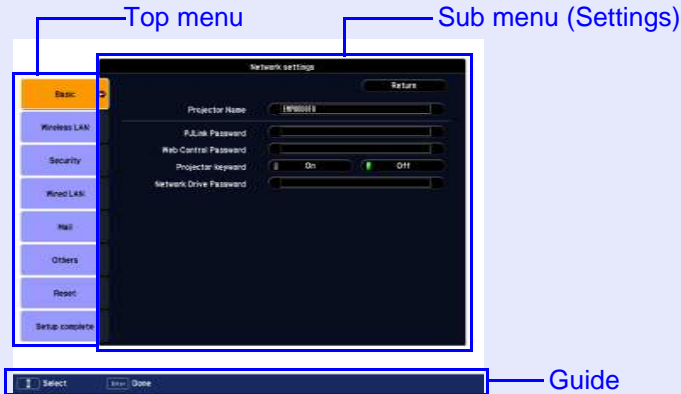 Top menu
Sub menu (Settings)
Network settings
Return
Basic
Projector Name
Wireless LAN
PJLink Password
Web Control Password
Security
Projector keyword
On
Off
Network Drive Password
Wired LAN
Mail
Others
Reset
Setup complete
Select
Enter
Done
Guide